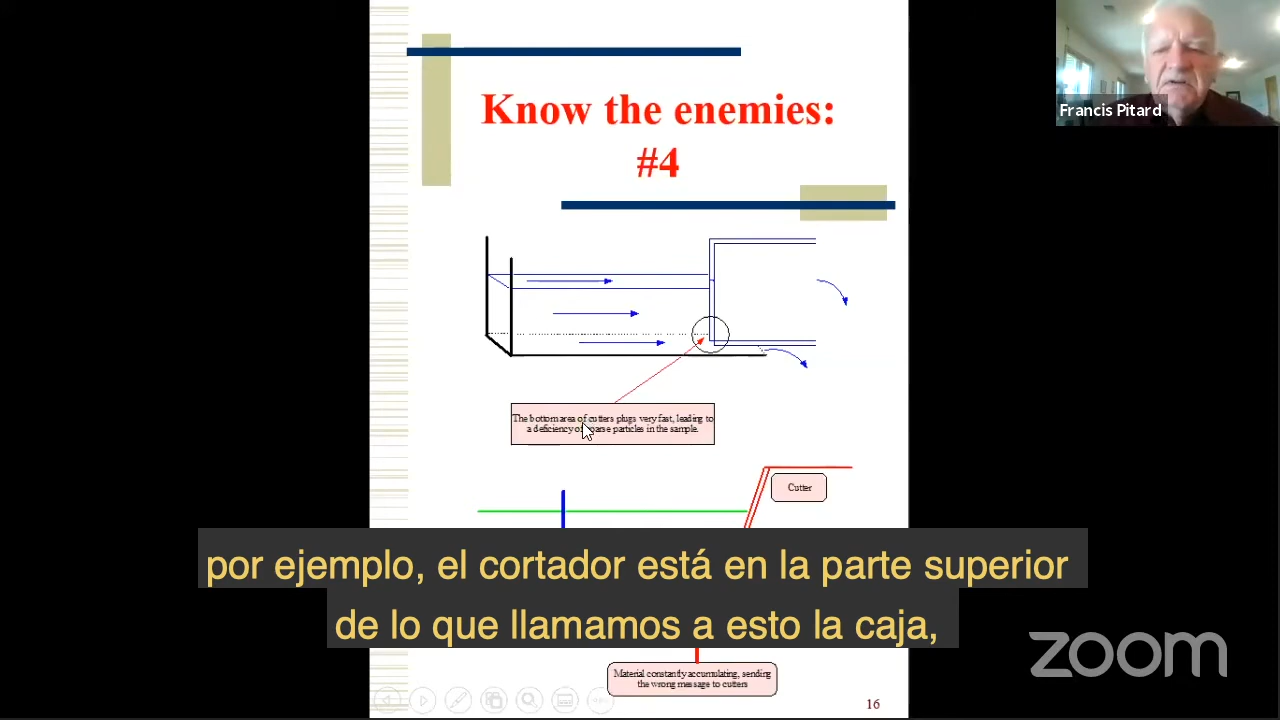 Francis Pitard
Know the enemies:
#4
The bottom area of cutters plugs very fast, leading to
a deficiency of coarse particles in the sample.
Cutter
por ejemplo, el cortador está en la parte superior
de lo que llamamos a esto la caja,
zoom
Material constantly accumulating, sending
the wrong message to cutters
16